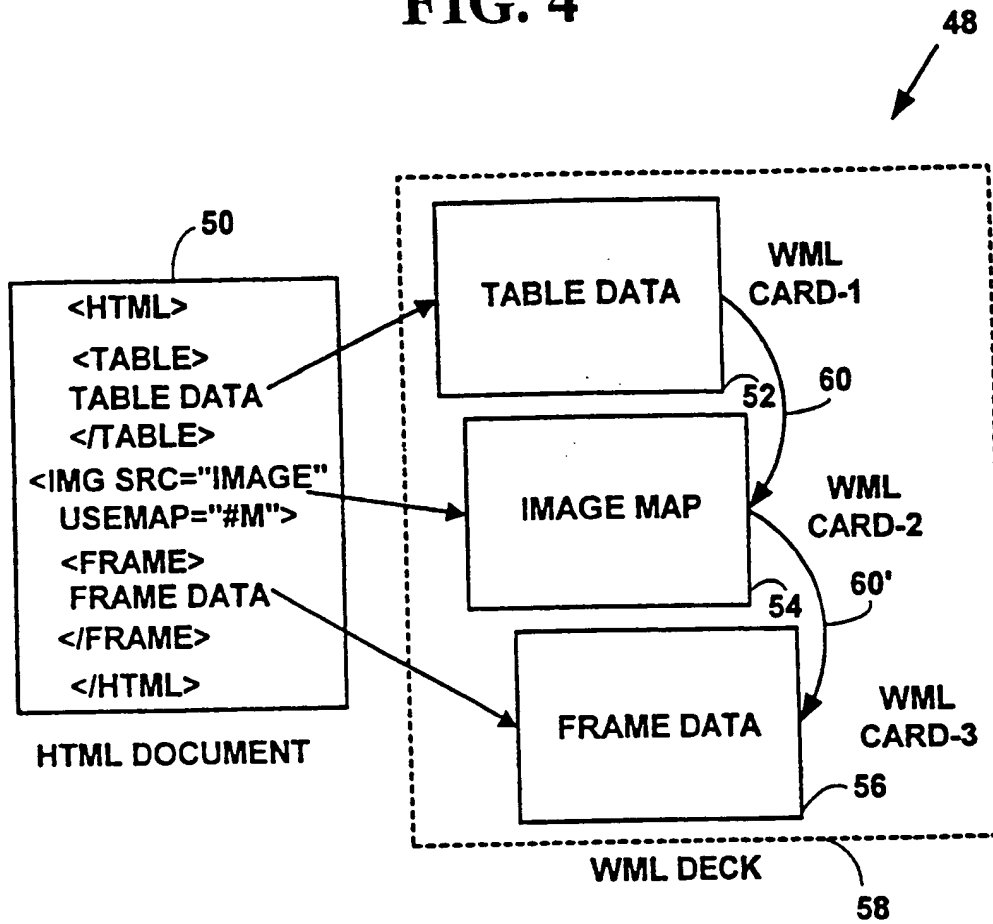 FIG. 4
48
50
<HTML>
<TABLE>
TABLE DATA
</TABLE>
<IMG SRC="IMAGE"
USEMAP="#M">
<FRAME>
FRAME DATA
</FRAME>
</HTML>
HTML DOCUMENT
TABLE DATA
WML
CARD-1
52
60
IMAGE MAP
WML
CARD-2
54
60'
FRAME DATA
WML
CARD-3
56
WML DECK
58